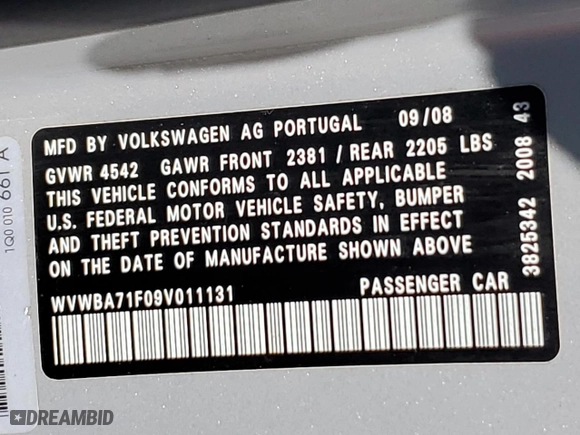 MFD BY VOLKSWAGEN AG PORTUGAL 09/08
GVWR 4542 GAWR FRONT 2381 / REAR 2205 LBS
THIS VEHICLE CONFORMS TO ALL APPLICABLE
U.S. FEDERAL MOTOR VEHICLE SAFETY, BUMPER
AND THEFT PREVENTION STANDARDS IN EFFECT
ON THE DATE OF MANUFACTURE SHOWN ABOVE
WVWBA71F09V011131 PASSENGER CAR
3825342 2008 43
1Q0 010 661 A
DREAMBID